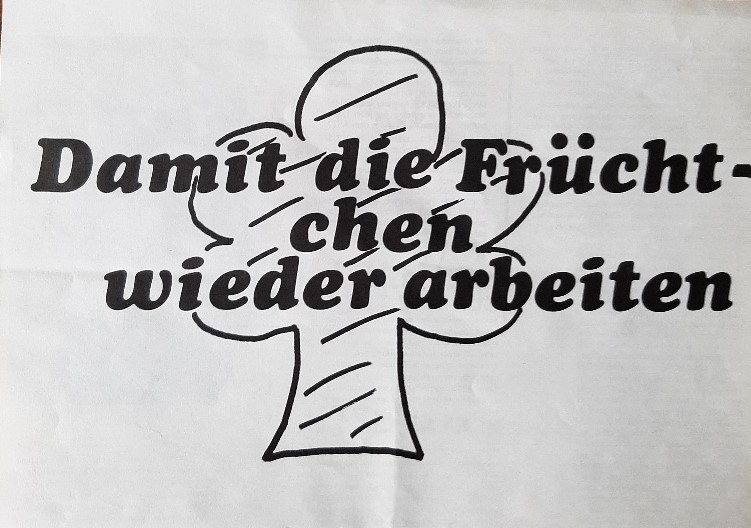 Damit die Frücht-
chen
wieder arbeiten